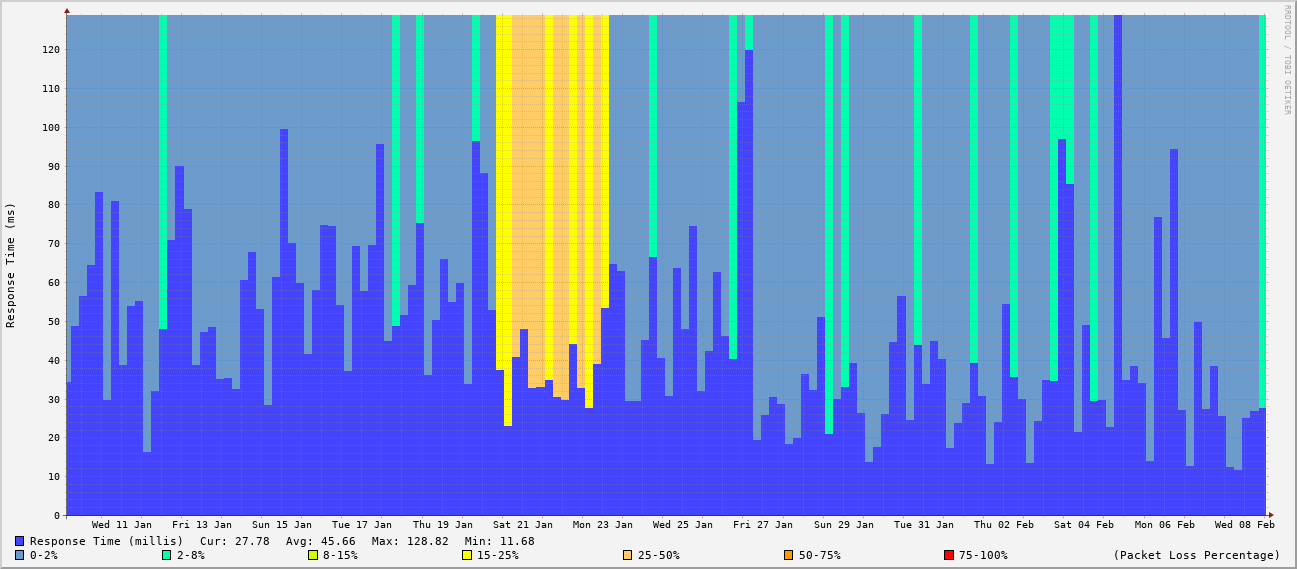 RRDTOOL / TOBI OETIKER
Response Time (ms)
120
110
100
90
80
70
60
50
40
30
20
10
0
Wed 11 Jan Fri 13 Jan Sun 15 Jan Tue 17 Jan Thu 19 Jan Sat 21 Jan Mon 23 Jan Wed 25 Jan Fri 27 Jan Sun 29 Jan Tue 31 Jan Thu 02 Feb Sat 04 Feb Mon 06 Feb Wed 08 Feb
Response Time (millis) Cur: 27.78 Avg: 45.66 Max: 128.82 Min: 11.68
0-2% 2-8% 8-15% 15-25% 25-50% 50-75% 75-100% (Packet Loss Percentage)